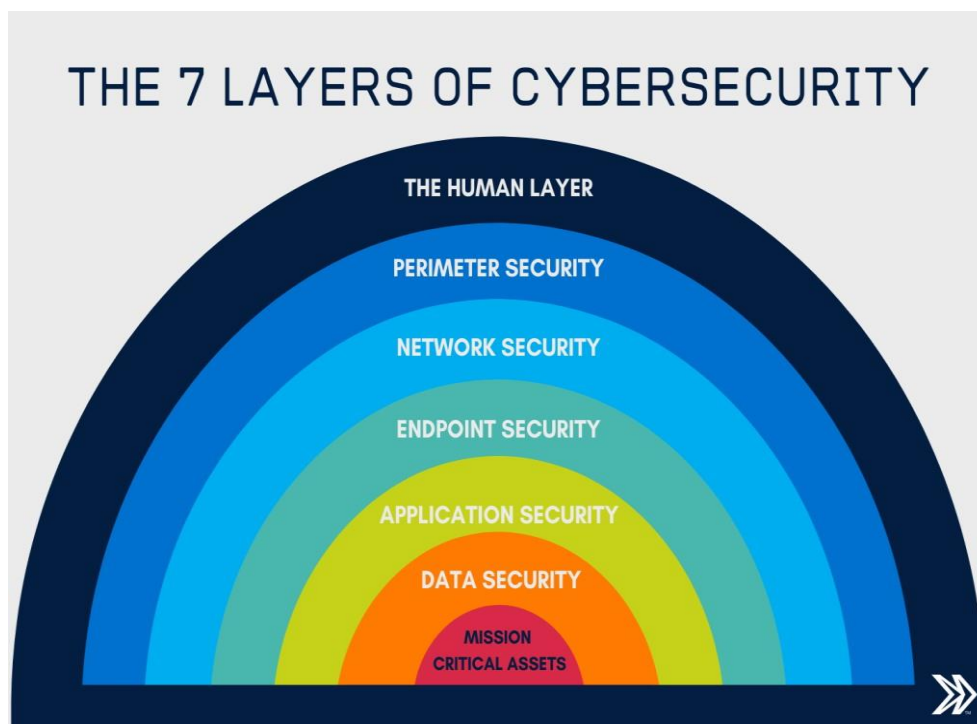 THE 7 LAYERS OF CYBERSECURITY
THE HUMAN LAYER
PERIMETER SECURITY
NETWORK SECURITY
ENDPOINT SECURITY
APPLICATION SECURITY
DATA SECURITY
MISSION
CRITICAL ASSETS